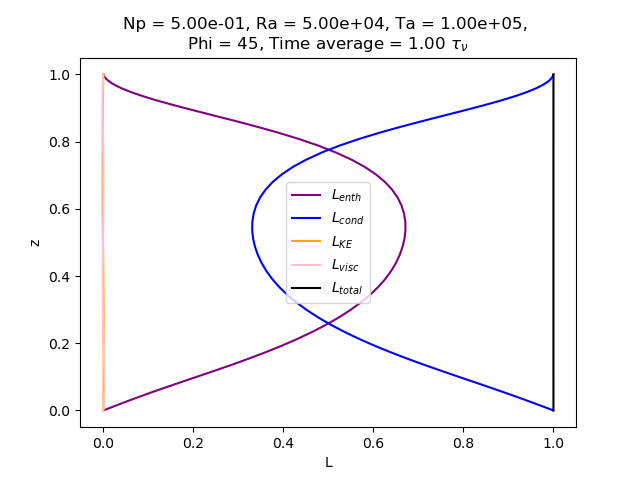 Np = 5.00e-01, Ra = 5.00e+04, Ta = 1.00e+05,
Phi = 45, Time average = 1.00 τ_ν
1.0
0.8
0.6
0.4
0.2
0.0
z
L_enth
L_cond
L_KE
L_visc
L_total
0.0 0.2 0.4 0.6 0.8 1.0
L